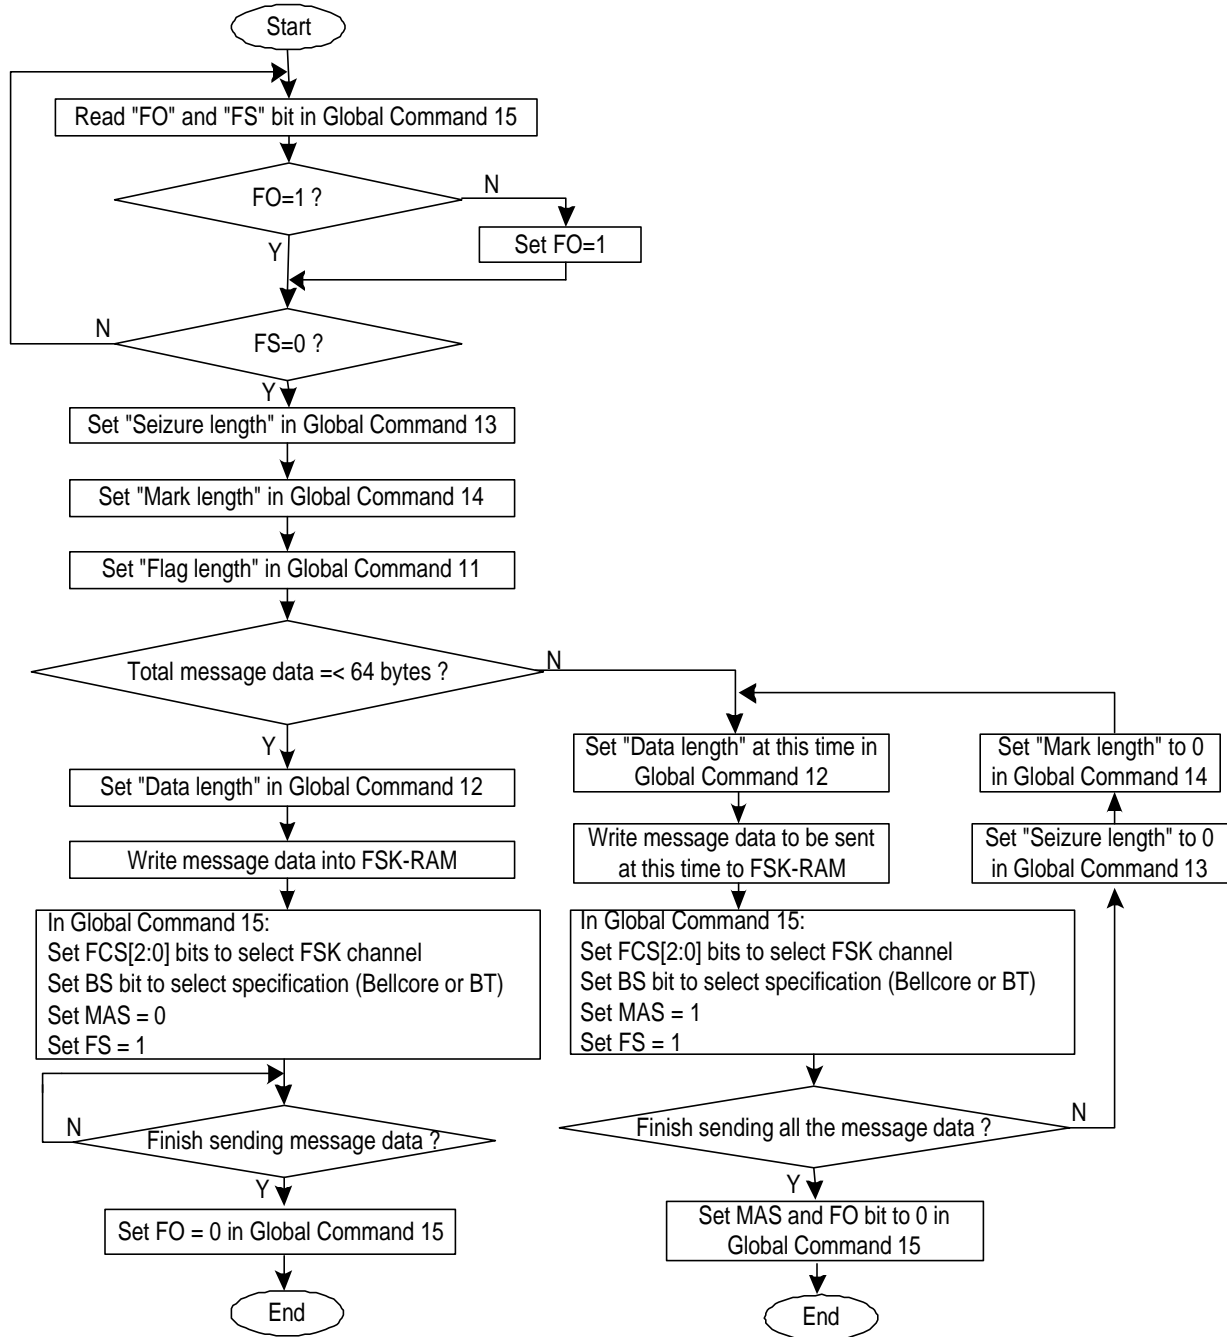 Start
Read "FO" and "FS" bit in Global Command 15
FO=1 ?
N
Set FO=1
Y
N
FS=0 ?
Y
Set "Seizure length" in Global Command 13
Set "Mark length" in Global Command 14
Set "Flag length" in Global Command 11
Total message data =< 64 bytes ?
N
Y
Set "Data length" in Global Command 12
Write message data into FSK-RAM
In Global Command 15:
Set FCS[2:0] bits to select FSK channel
Set BS bit to select specification (Bellcore or BT)
Set MAS = 0
Set FS = 1
N
Finish sending message data ?
Y
Set FO = 0 in Global Command 15
End
Set "Data length" at this time in
Global Command 12
Write message data to be sent
at this time to FSK-RAM
In Global Command 15:
Set FCS[2:0] bits to select FSK channel
Set BS bit to select specification (Bellcore or BT)
Set MAS = 1
Set FS = 1
Finish sending all the message data ?
N
Set "Seizure length" to 0
in Global Command 13
Set "Mark length" to 0
in Global Command 14
Y
Set MAS and FO bit to 0 in
Global Command 15
End